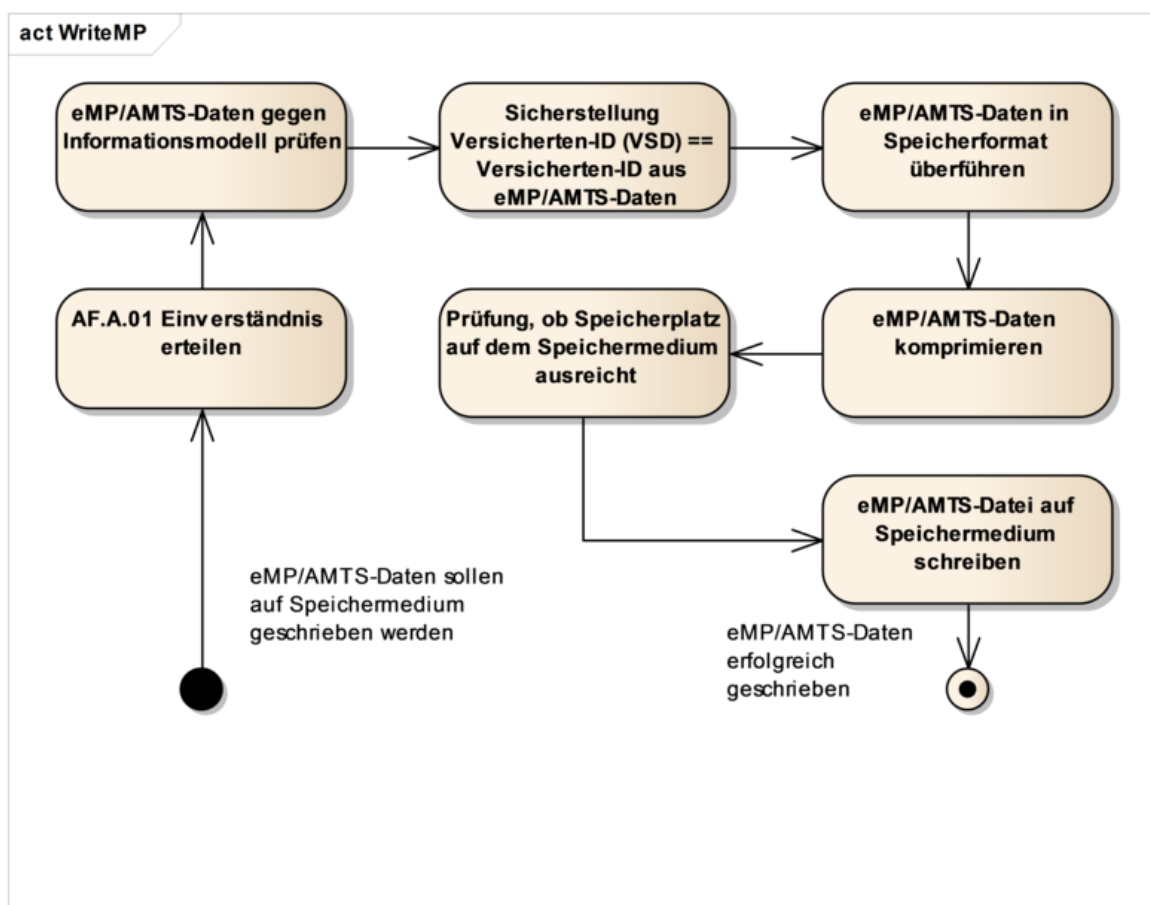 act WriteMP
eMP/AMTS-Daten gegen
Informationsmodell prüfen
Sicherstellung
Versicherten-ID (VSD) ==
Versicherten-ID aus
eMP/AMTS-Daten
eMP/AMTS-Daten in
Speicherformat
überführen
AF.A.01 Einverständnis
erteilen
Prüfung, ob Speicherplatz
auf dem Speichermedium
ausreicht
eMP/AMTS-Daten
komprimieren
eMP/AMTS-Datei auf
Speichermedium
schreiben
eMP/AMTS-Daten sollen
auf Speichermedium
geschrieben werden
eMP/AMTS-Daten
erfolgreich
geschrieben